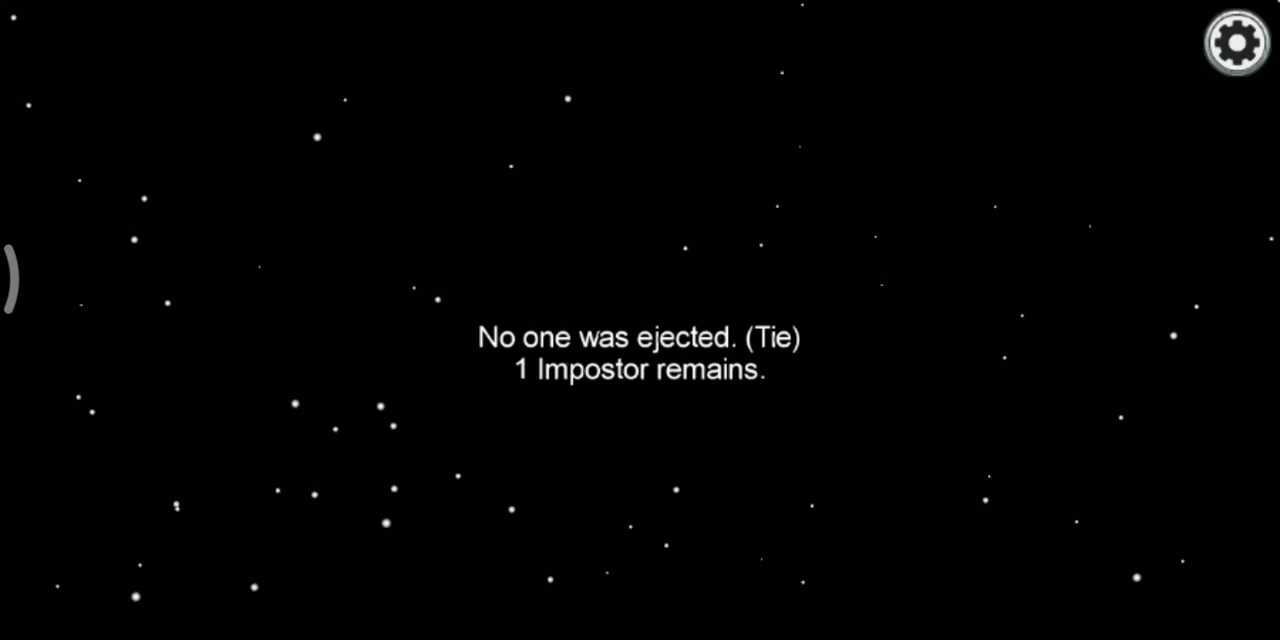 No one was ejected. (Tie)
1 Impostor remains.